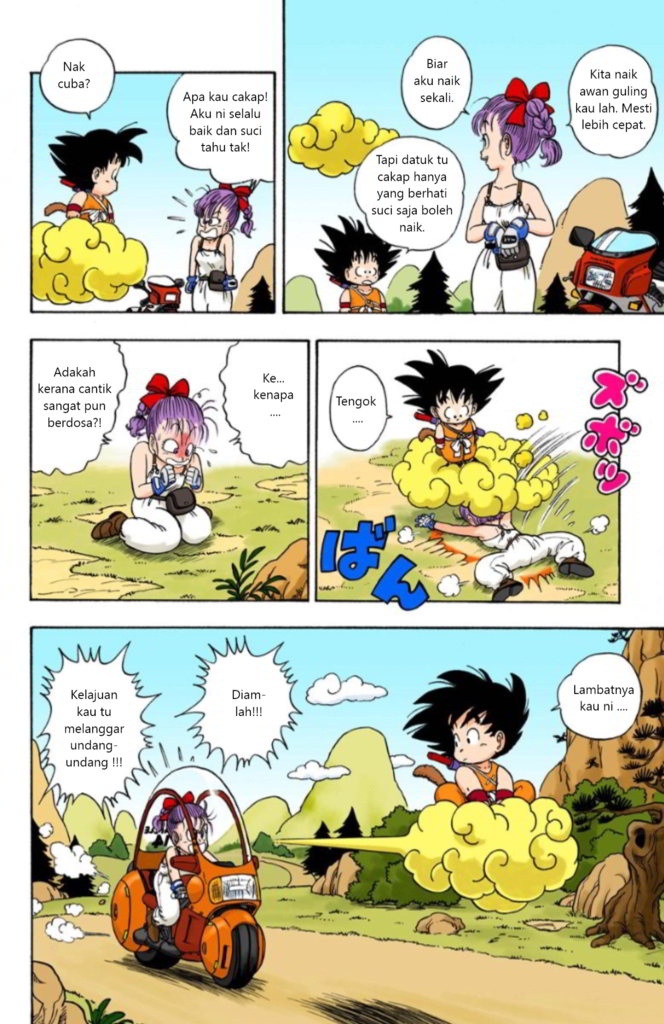 Kita naik
awan guling
kau lah. Mesti
lebih cepat.
Biar
aku naik
sekali.
Tapi datuk tu
cakap hanya
yang berhati
suci saja boleh
naik.
Apa kau cakap!
Aku ni selalu
baik dan suci
tahu tak!
Nak
cuba?
ズボッ
Tengok
....
ばん
Ke...
kenapa
....
Adakah
kerana cantik
sangat pun
berdosa?!
Lambatnya
kau ni ....
Diam-
lah!!!
Kelajuan
kau tu
melanggar
undang-
undang !!!